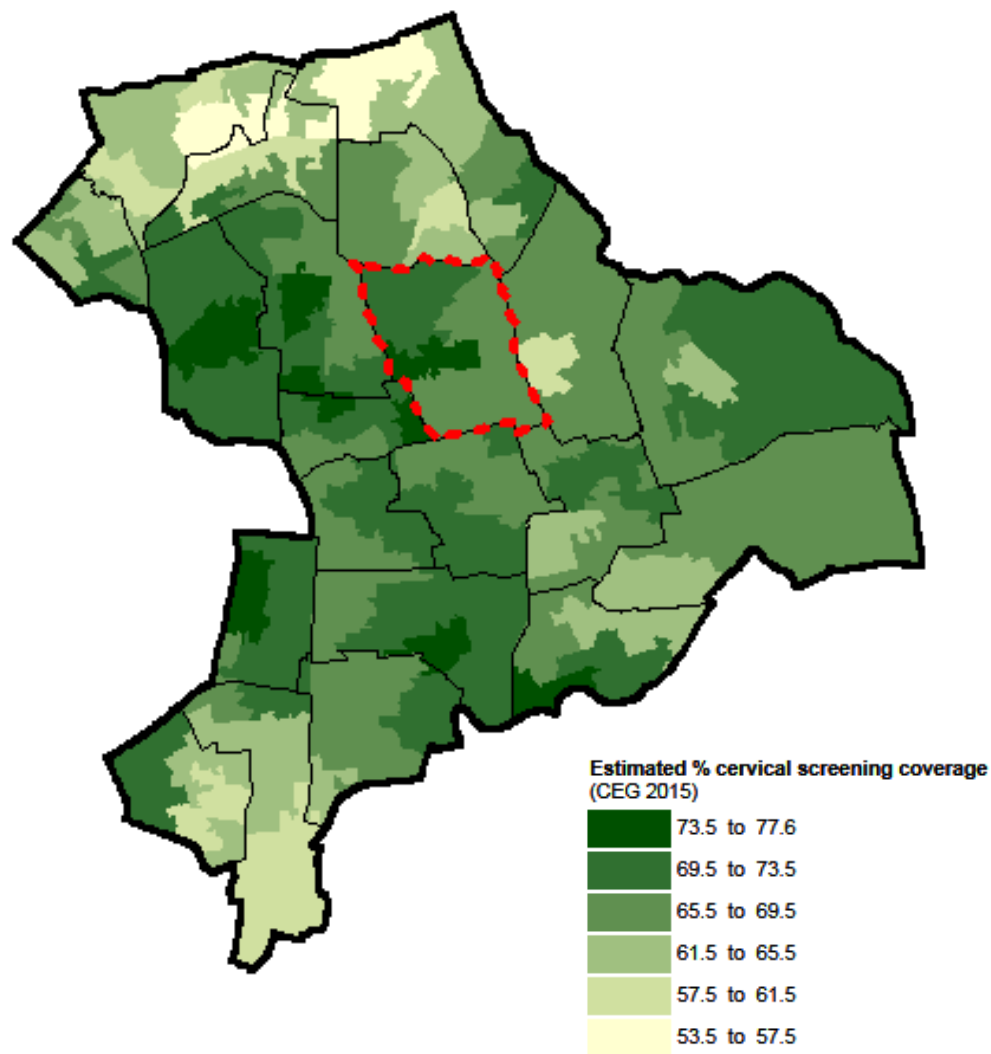 Estimated % cervical screening coverage
(CEG 2015)
73.5 to 77.6
69.5 to 73.5
65.5 to 69.5
61.5 to 65.5
57.5 to 61.5
53.5 to 57.5